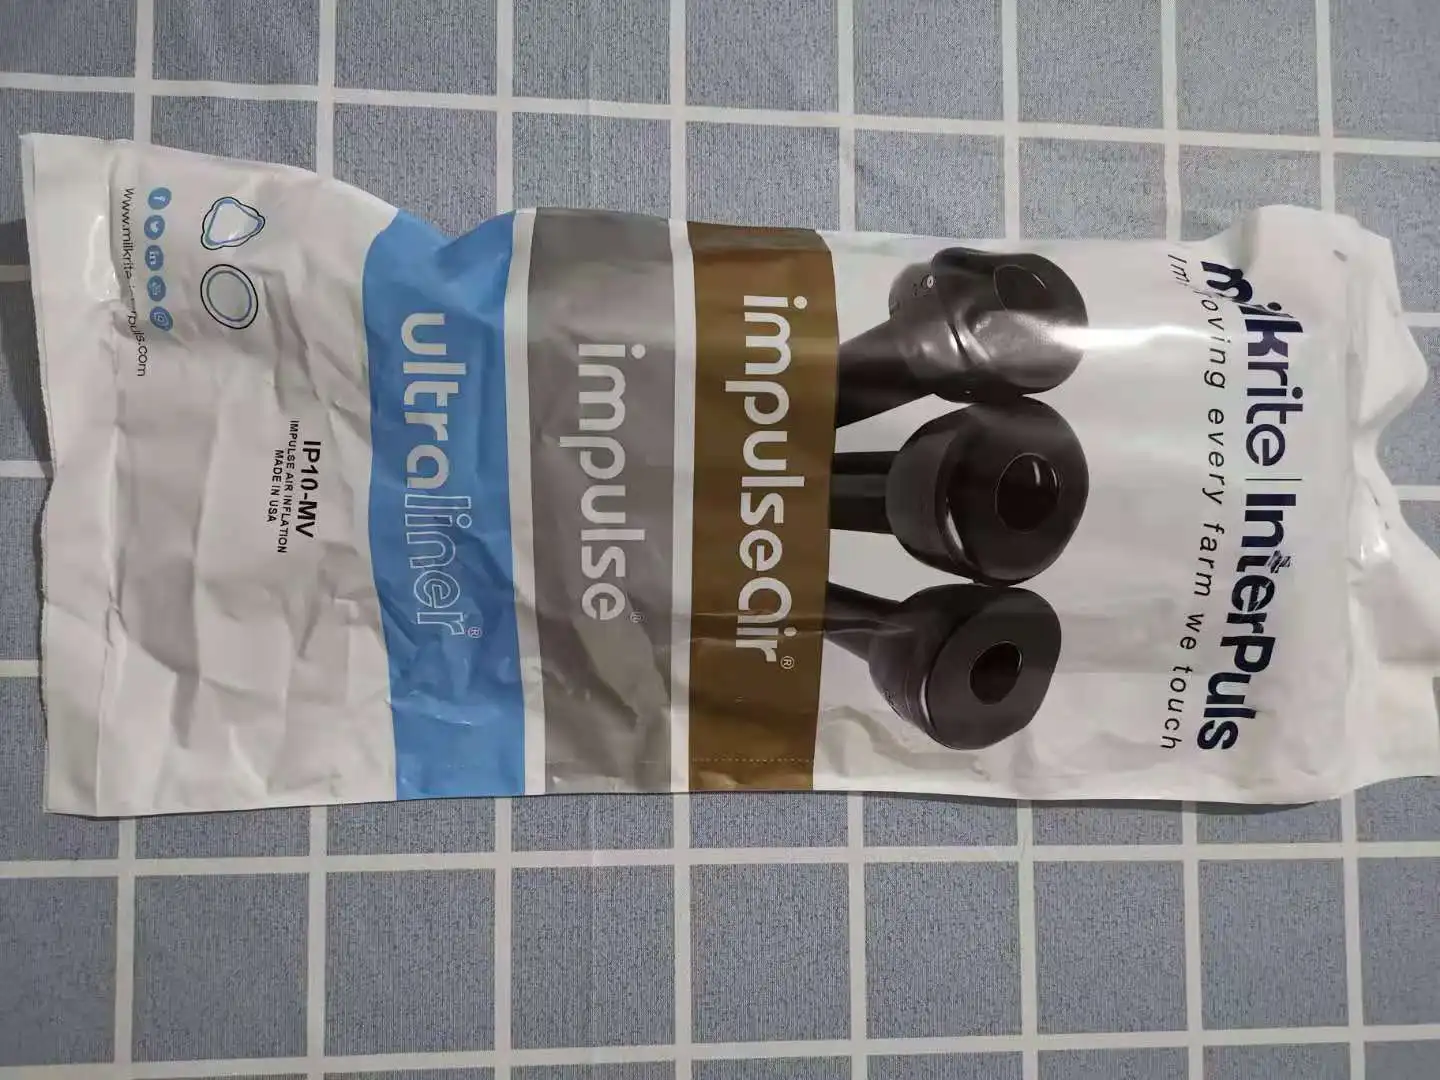 milkrite | InterPuls
Improving every farm we touch
impulseair®
impulse®
ultraliner®
IP10-MV
IMPULSE AIR INFLATION
MADE IN USA
www.milkrite-interpuls.com